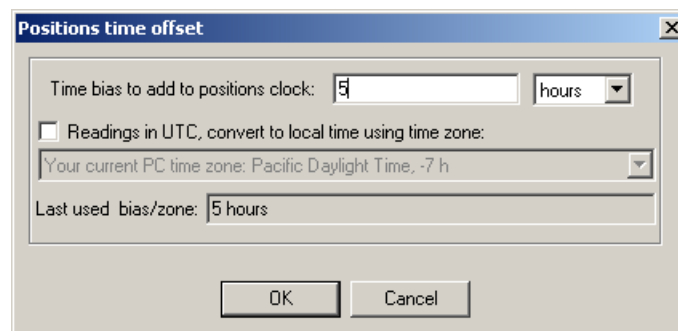 Positions time offset
Time bias to add to positions clock: 5 hours
Readings in UTC, convert to local time using time zone:
Your current PC time zone: Pacific Daylight Time, -7 h
Last used bias/zone: 5 hours
OK Cancel